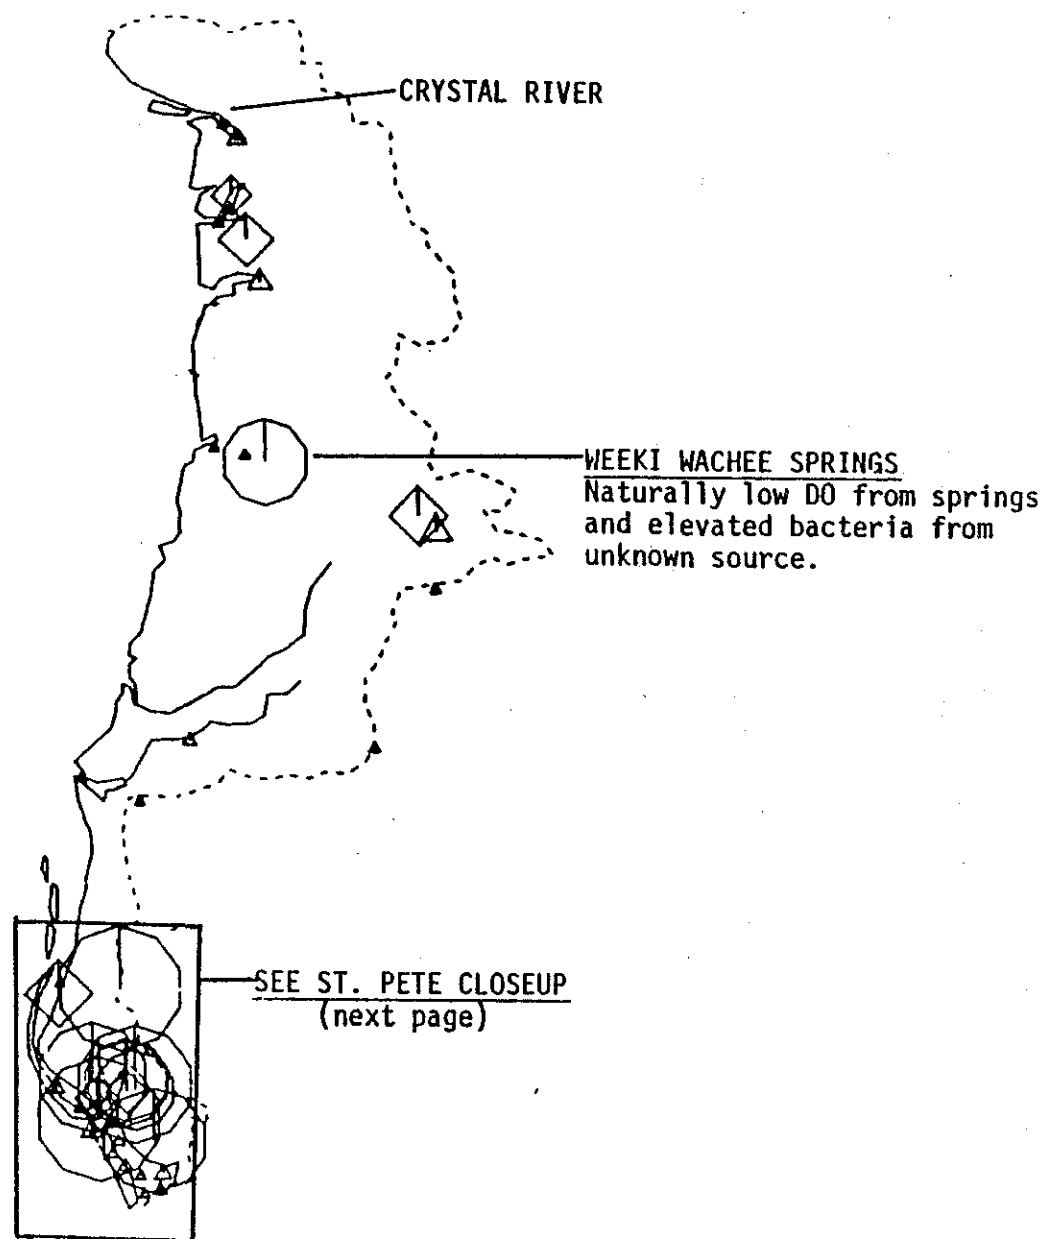 CRYSTAL RIVER
WEEKI WACHEE SPRINGS
Naturally low DO from springs
and elevated bacteria from
unknown source.
SEE ST. PETE CLOSEUP
(next page)